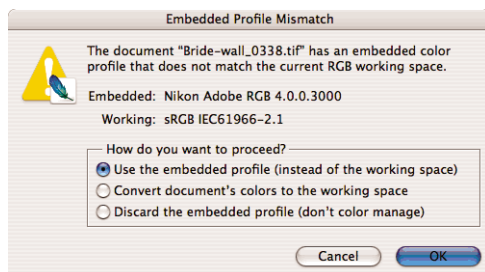 Embedded Profile Mismatch
The document "Bride-wall_0338.tif" has an embedded color
profile that does not match the current RGB working space.
Embedded: Nikon Adobe RGB 4.0.0.3000
Working: sRGB IEC61966-2.1
How do you want to proceed?
Use the embedded profile (instead of the working space)
Convert document's colors to the working space
Discard the embedded profile (don't color manage)
Cancel OK